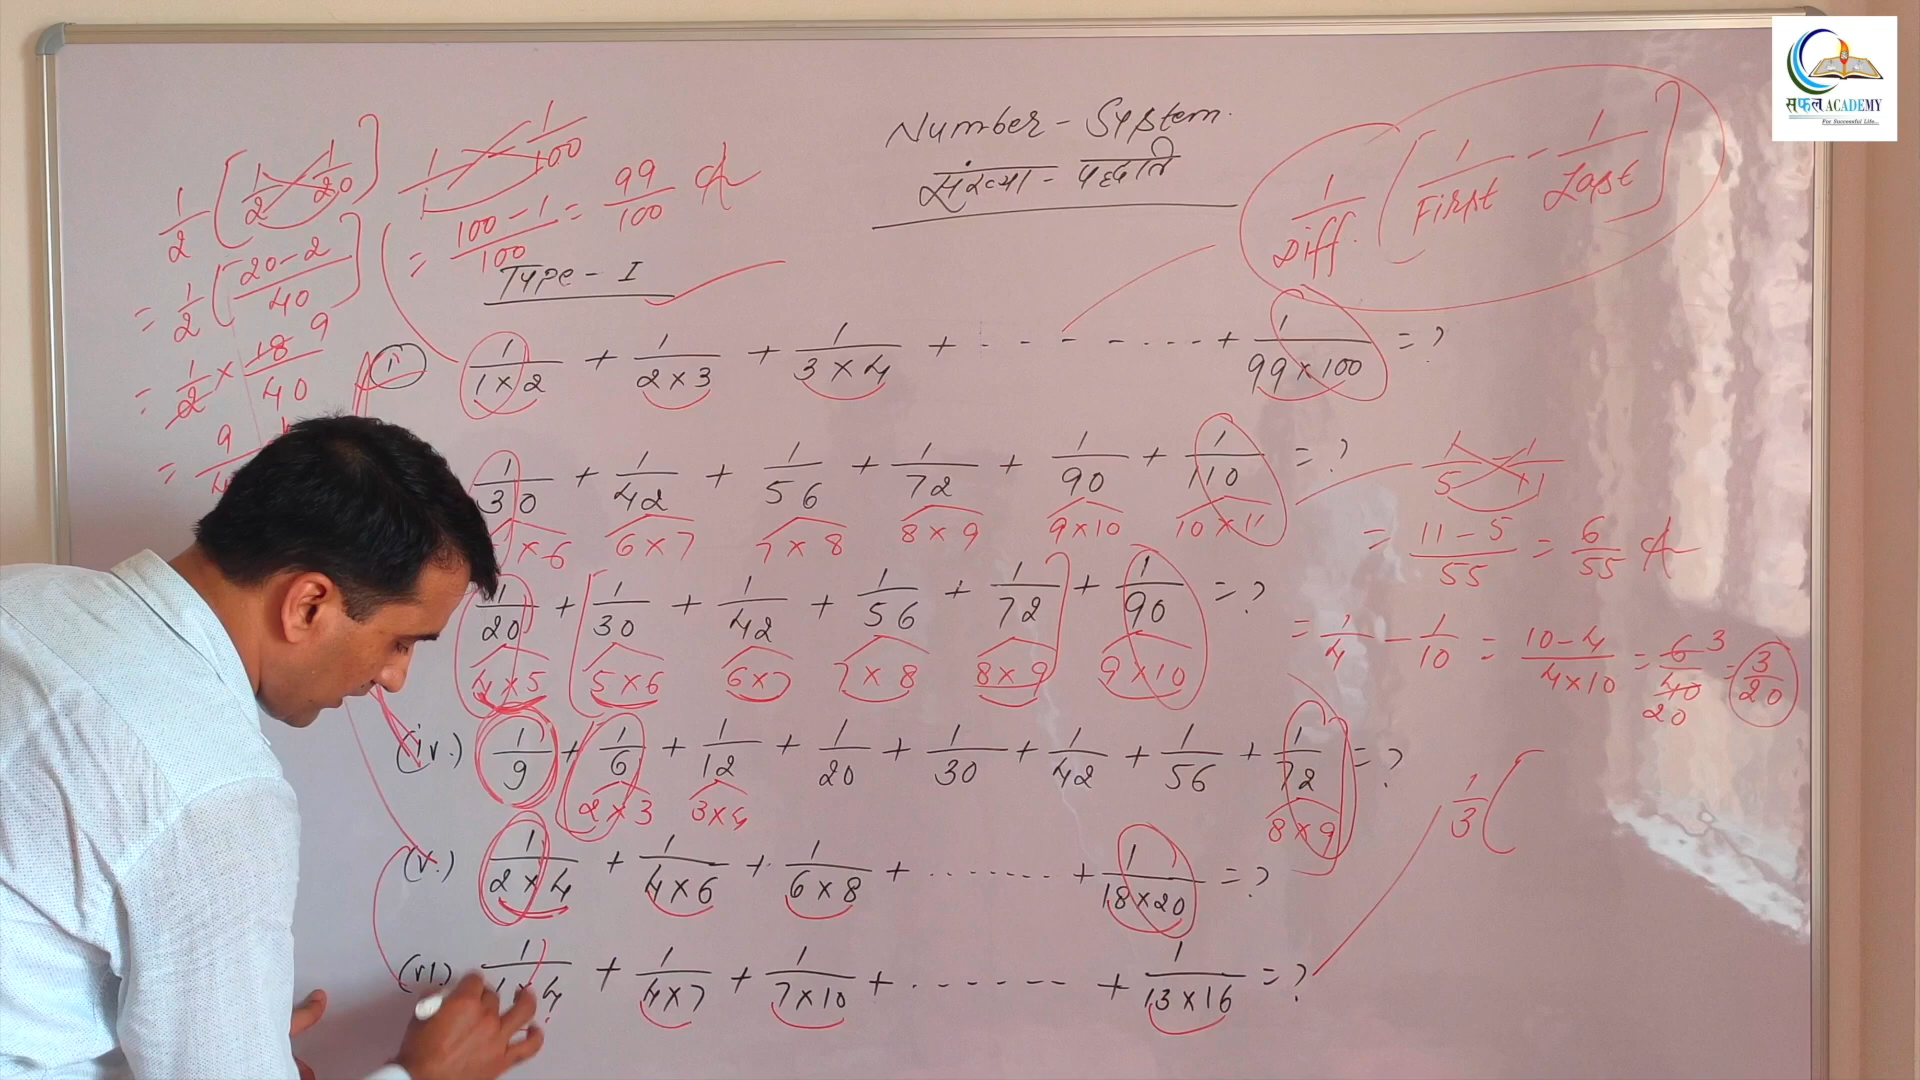 Number - System.
संख्या - पद्धति
सफल ACADEMY
For Successful Life...
1/Diff. (1/First - 1/Last]
1/2 [1/2 - 1/20]
= 1/2 [20-2/40]
= 1/2 × 18/40 9
= 9/
1/1 - 1/100
= 100-1/100 = 99/100 A
Type - I
(i) 1/1×2 + 1/2×3 + 1/3×4 + ........ + 1/99×100 = ?
1/30 + 1/42 + 1/56 + 1/72 + 1/90 + 1/110 = ?
×6 6×7 7×8 8×9 9×10 10×11
1/5 - 1/11
= 11-5/55 = 6/55 A
1/20 + 1/30 + 1/42 + 1/56 + 1/72 + 1/90 = ?
4×5 5×6 6×7 7×8 8×9 9×10
= 1/4 - 1/10 = 10-4/4×10 = 6/40 3 20 = 3/20
(iv.) 1/9 + 1/6 + 1/12 + 1/20 + 1/30 + 1/42 + 1/56 + 1/72 = ?
2×3 3×4 8×9
1/3 (
(v.) 1/2×4 + 1/4×6 + 1/6×8 + ........ + 1/18×20 = ?
(vi.) 1/1×4 + 1/4×7 + 1/7×10 + ....... + 1/13×16 = ?